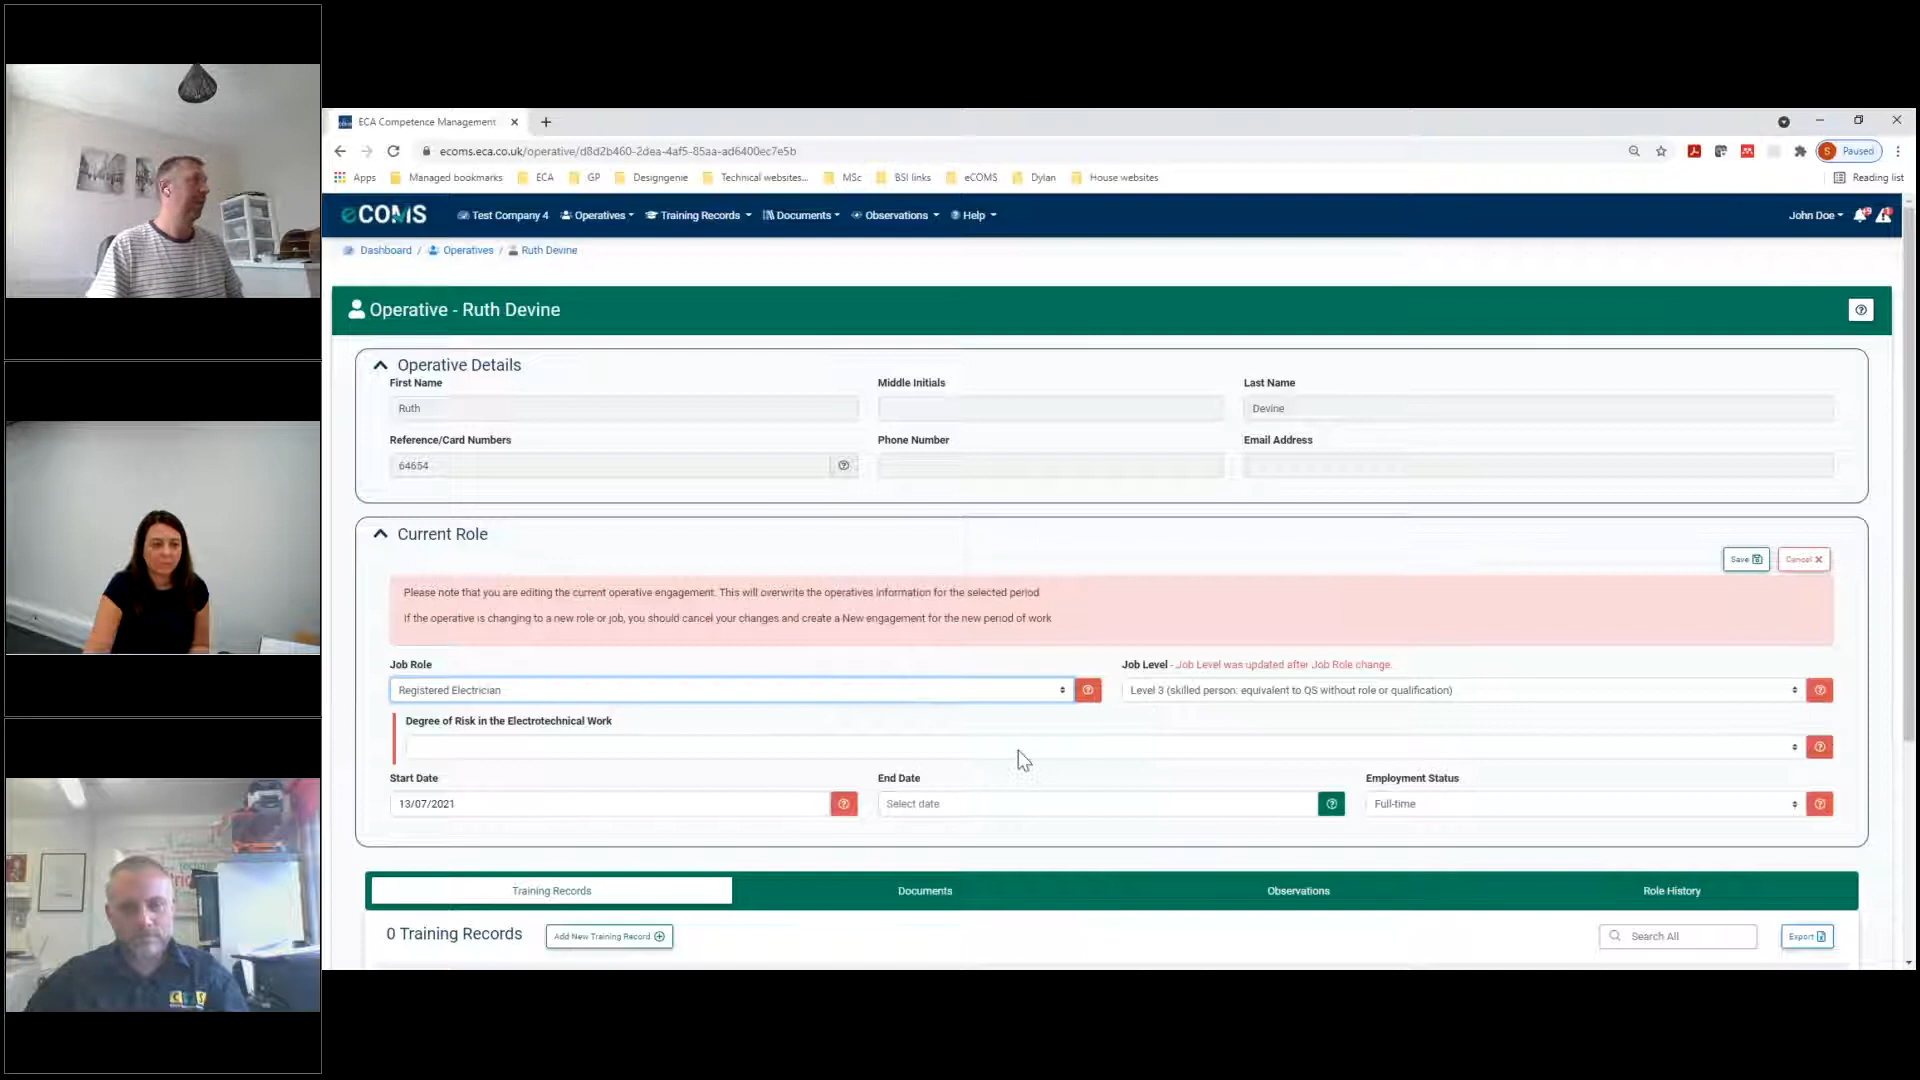 ECA Competence Management
ecoms.eca.co.uk/operative/d8d2b460-2dea-4af5-85aa-ad6400ec7e5b
S Paused
Apps Managed bookmarks ECA GP Designgenie Technical websites... MSc BSI links eCOMS Dylan House websites Reading list
eCOMS Test Company 4 Operatives Training Records Documents Observations Help John Doe
Dashboard / Operatives / Ruth Devine
Operative - Ruth Devine
Operative Details
First Name Middle Initials Last Name
Ruth Devine
Reference/Card Numbers Phone Number Email Address
64654
Current Role
Save Cancel
Please note that you are editing the current operative engagement. This will overwrite the operatives information for the selected period
If the operative is changing to a new role or job, you should cancel your changes and create a New engagement for the new period of work
Job Role Job Level - Job Level was updated after Job Role change.
Registered Electrician Level 3 (skilled person: equivalent to QS without role or qualification)
Degree of Risk in the Electrotechnical Work
Start Date End Date Employment Status
13/07/2021 Select date Full-time
Training Records Documents Observations Role History
0 Training Records Add New Training Record Search All Export